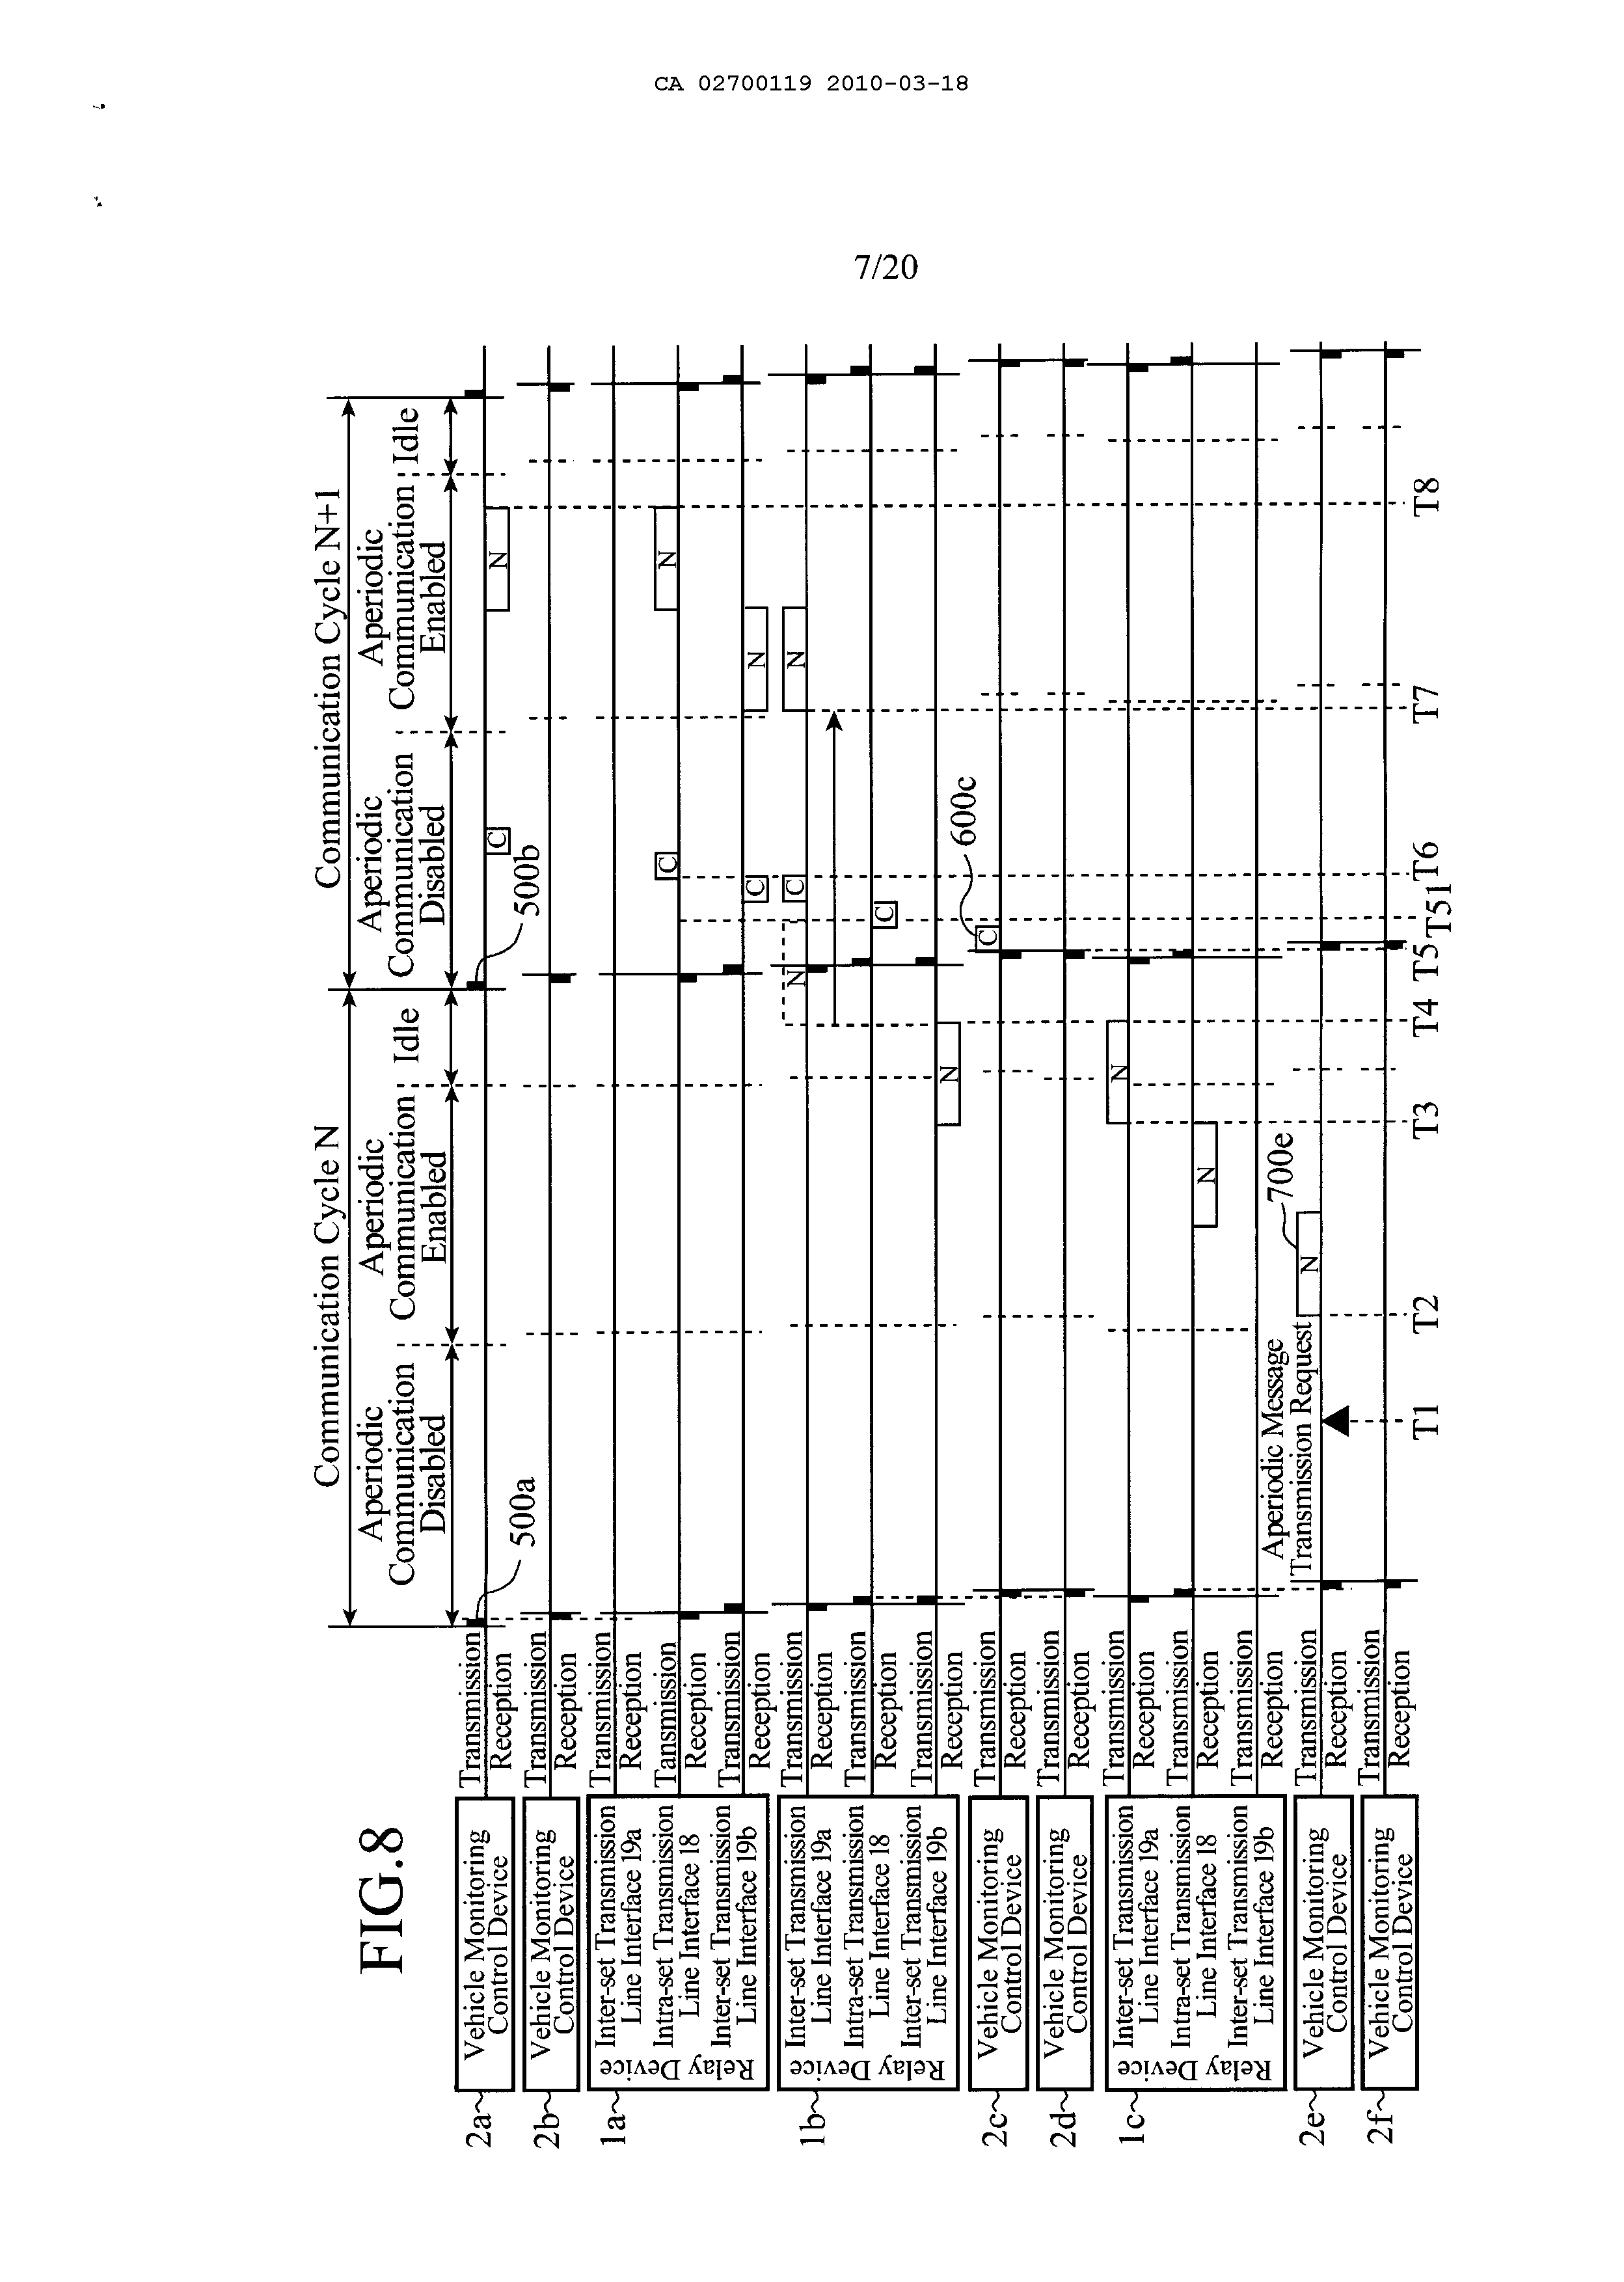 CA 02700119 2010-03-18
7/20
FIG.8
Communication Cycle N
Communication Cycle N+1
Aperiodic
Communication
Disabled
Aperiodic
Communication
Enabled
Idle
Aperiodic
Communication
Disabled
Aperiodic
Communication
Enabled
Idle
500a
500b
2a
Vehicle Monitoring
Control Device
Transmission
Reception
C
N
2b
Vehicle Monitoring
Control Device
Transmission
Reception
1a
Relay Device
Inter-set Transmission
Line Interface 19a
Transmission
Reception
Intra-set Transmission
Line Interface 18
Tansmission
Reception
C
N
Inter-set Transmission
Line Interface 19b
Transmission
Reception
C
N
1b
Relay Device
Inter-set Transmission
Line Interface 19a
Transmission
Reception
N
C
N
Intra-set Transmission
Line Interface 18
Transmission
Reception
C
Inter-set Transmission
Line Interface 19b
Transmission
Reception
N
2c
Vehicle Monitoring
Control Device
Transmission
Reception
C
600c
2d
Vehicle Monitoring
Control Device
Transmission
Reception
1c
Relay Device
Inter-set Transmission
Line Interface 19a
Transmission
Reception
N
Intra-set Transmission
Line Interface 18
Transmission
Reception
N
Inter-set Transmission
Line Interface 19b
Transmission
Reception
Aperiodic Message
Transmission Request
700e
2e
Vehicle Monitoring
Control Device
Transmission
Reception
N
2f
Vehicle Monitoring
Control Device
Transmission
Reception
T1
T2
T3
T4
T5
T51
T6
T7
T8